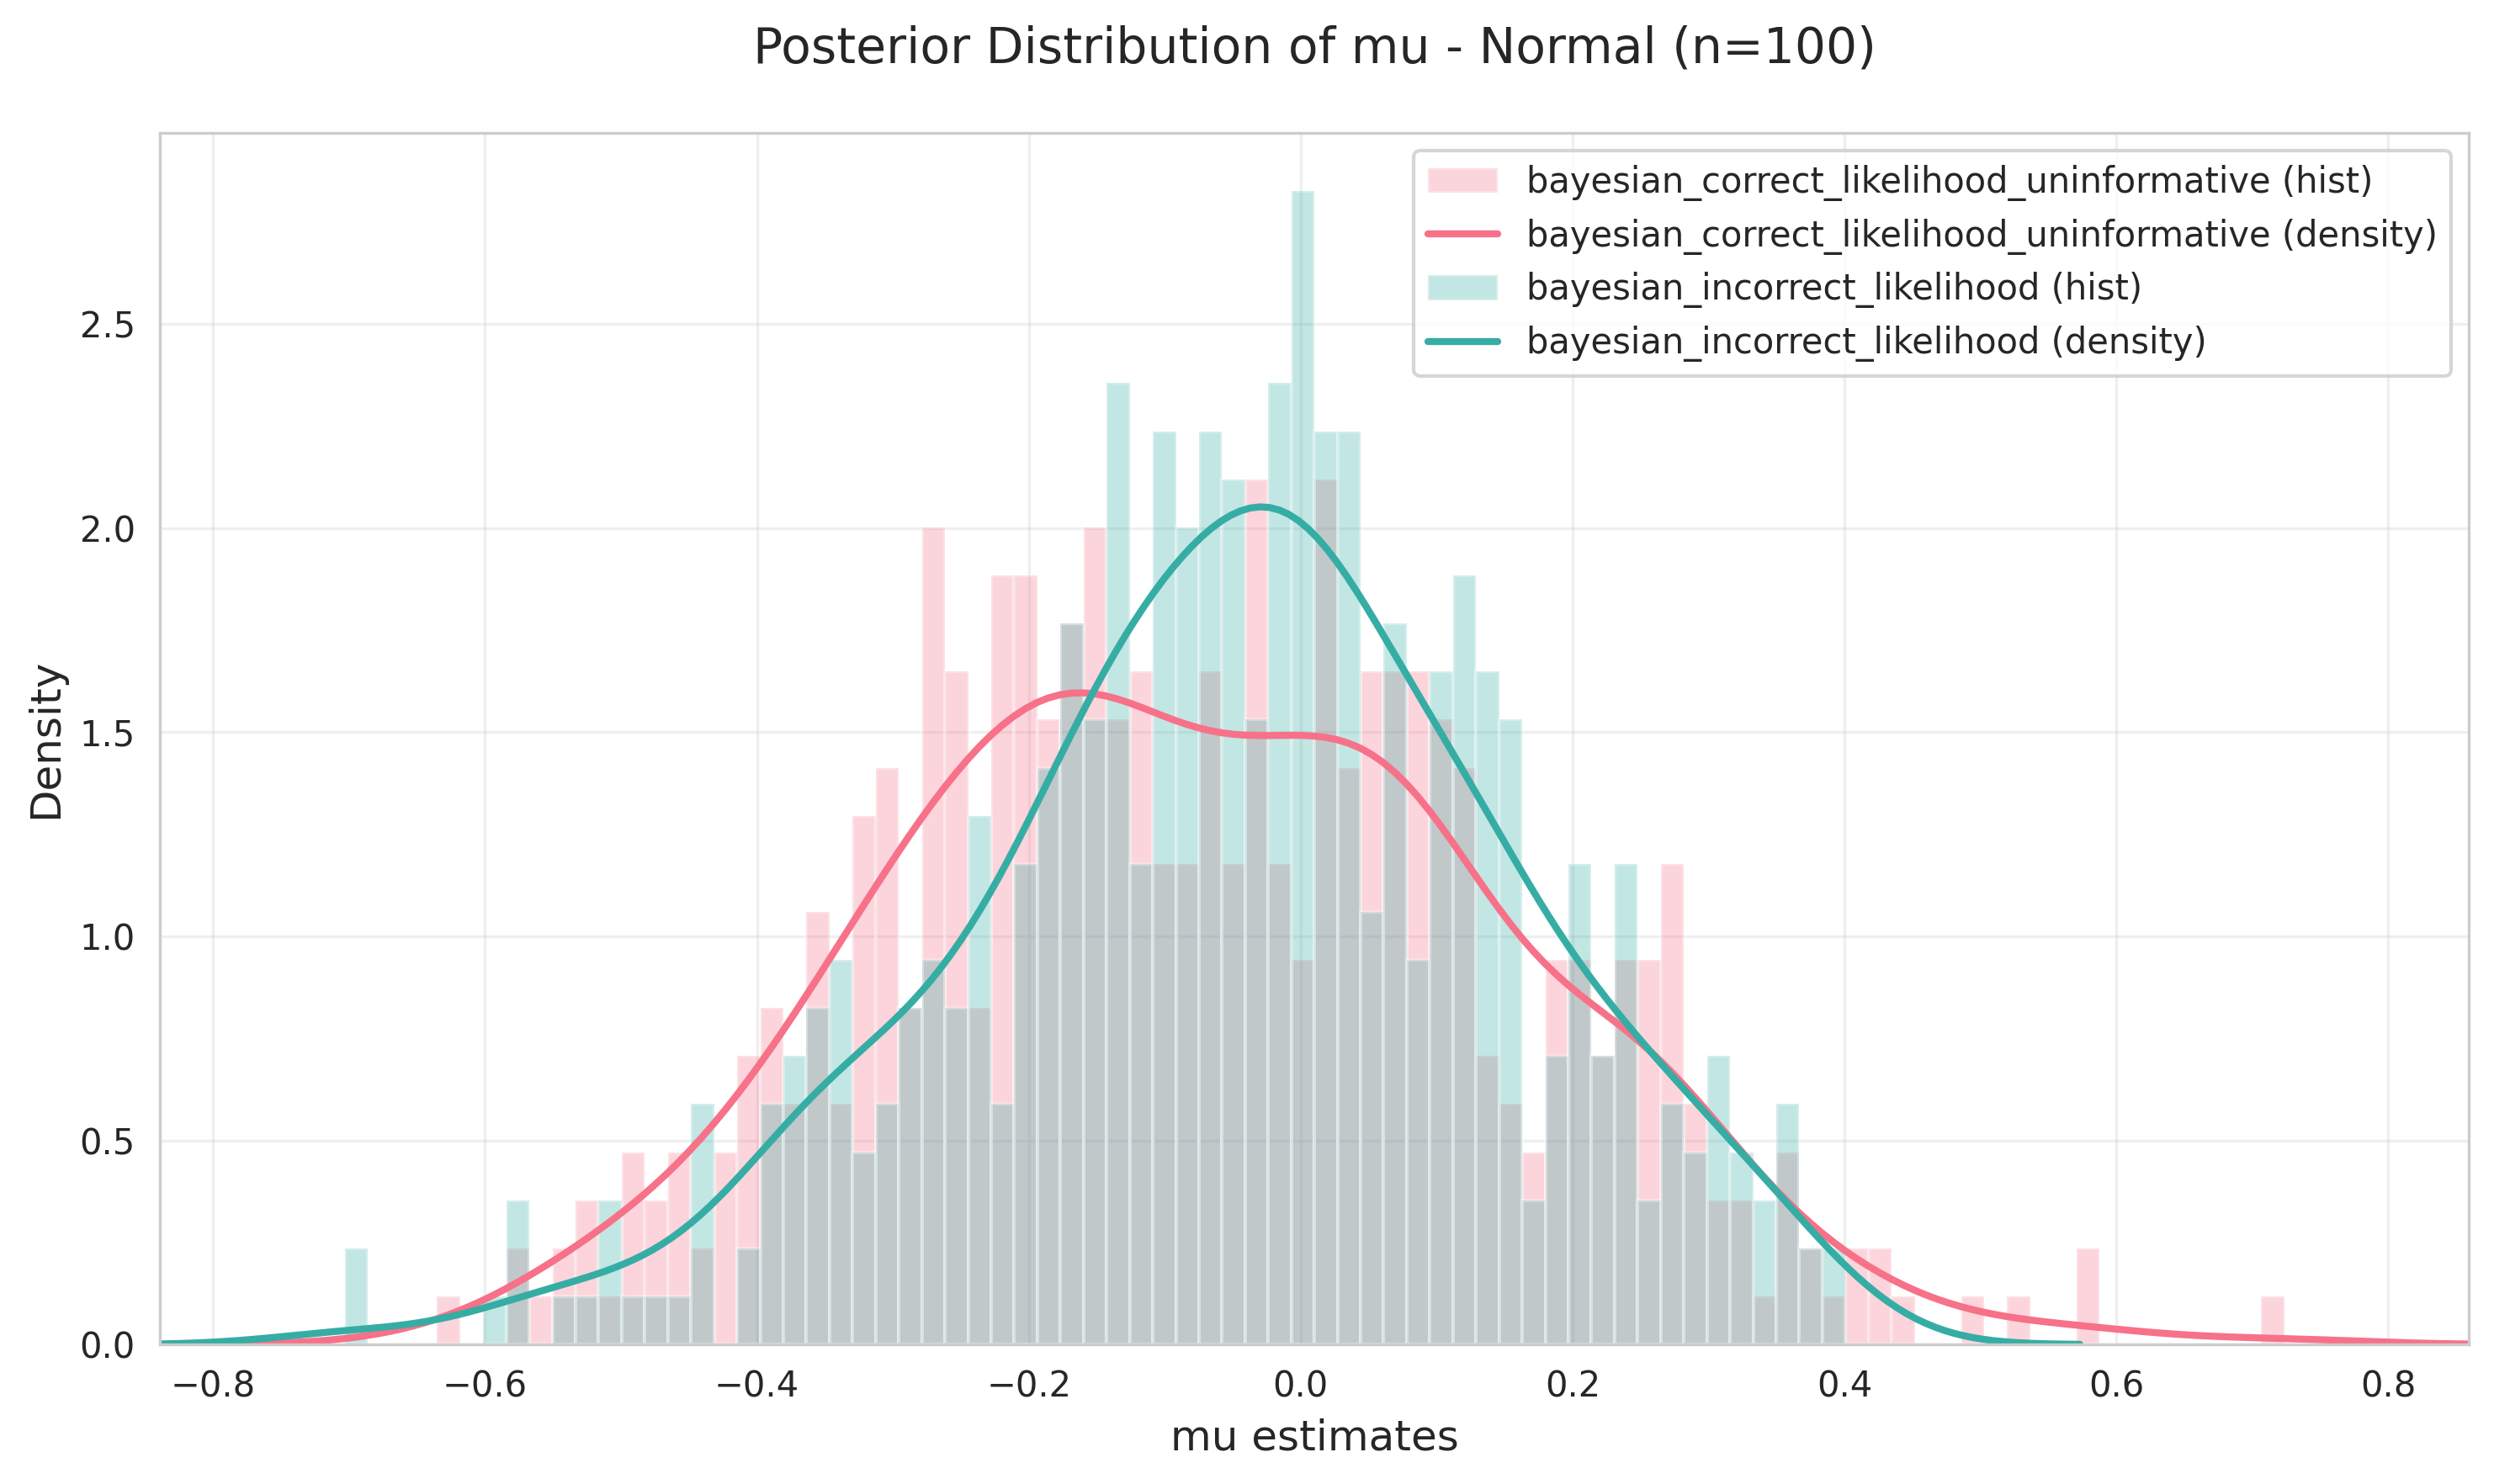 Posterior Distribution of mu - Normal (n=100)
bayesian_correct_likelihood_uninformative (hist)
bayesian_correct_likelihood_uninformative (density)
bayesian_incorrect_likelihood (hist)
bayesian_incorrect_likelihood (density)
Density
2.5
2.0
1.5
1.0
0.5
0.0
−0.8 −0.6 −0.4 −0.2 0.0 0.2 0.4 0.6 0.8
mu estimates